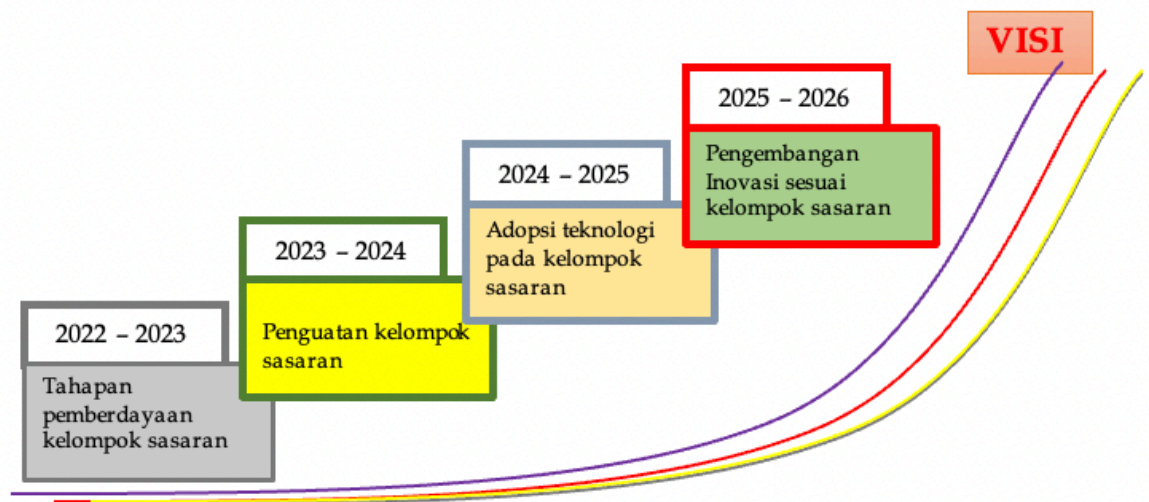 VISI
2025 – 2026
Pengembangan
Inovasi sesuai
kelompok sasaran
2024 – 2025
Adopsi teknologi
pada kelompok
sasaran
2023 – 2024
Penguatan kelompok
sasaran
2022 – 2023
Tahapan
pemberdayaan
kelompok sasaran